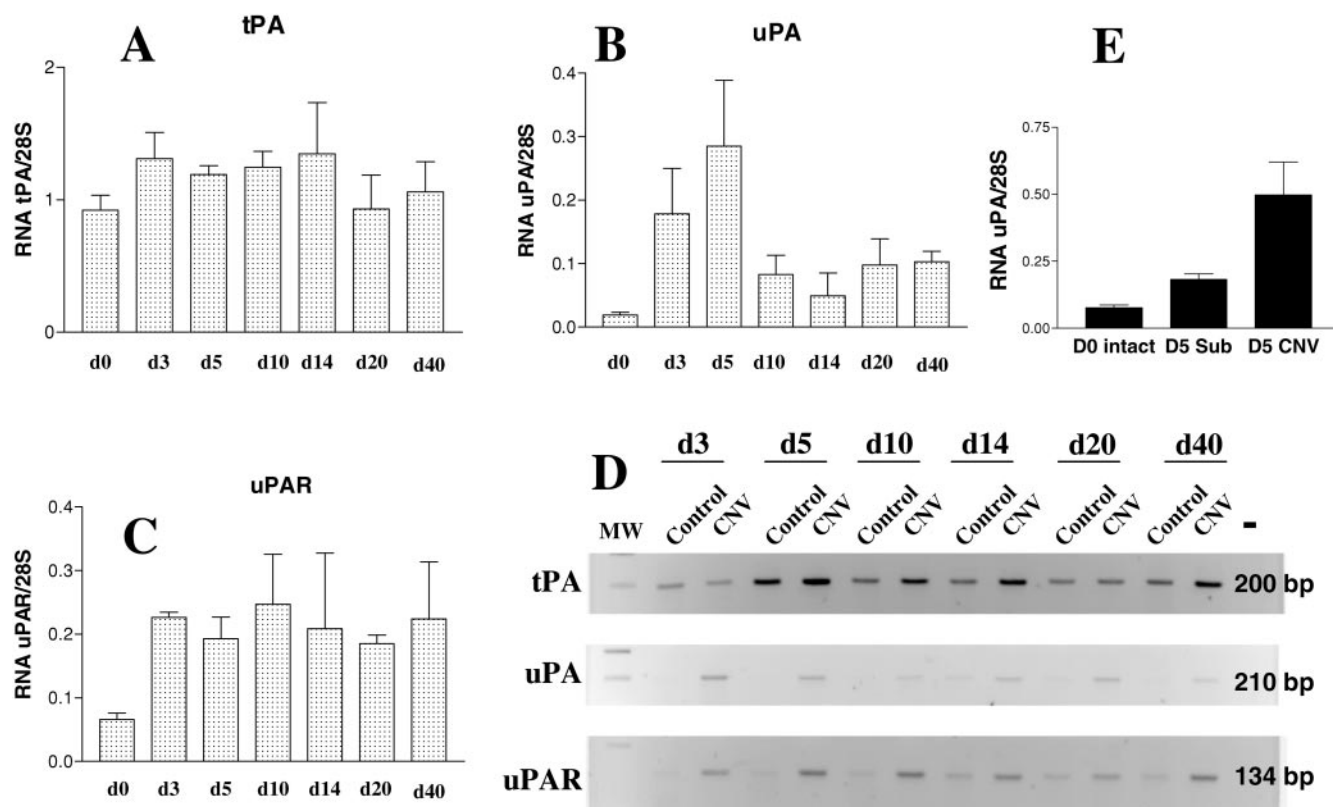 A
tPA
RNA tPA/28S
2
1
0
d0 d3 d5 d10 d14 d20 d40
B
uPA
RNA uPA/28S
0.4
0.3
0.2
0.1
0.0
d0 d3 d5 d10 d14 d20 d40
E
RNA uPA/28S
0.75
0.50
0.25
0.00
D0 intact D5 Sub D5 CNV
C
uPAR
RNA uPAR/28S
0.4
0.3
0.2
0.1
0.0
d0 d3 d5 d10 d14 d20 d40
D
d3 d5 d10 d14 d20 d40
MW Control CNV Control CNV Control CNV Control CNV Control CNV Control CNV -
tPA 200 bp
uPA 210 bp
uPAR 134 bp